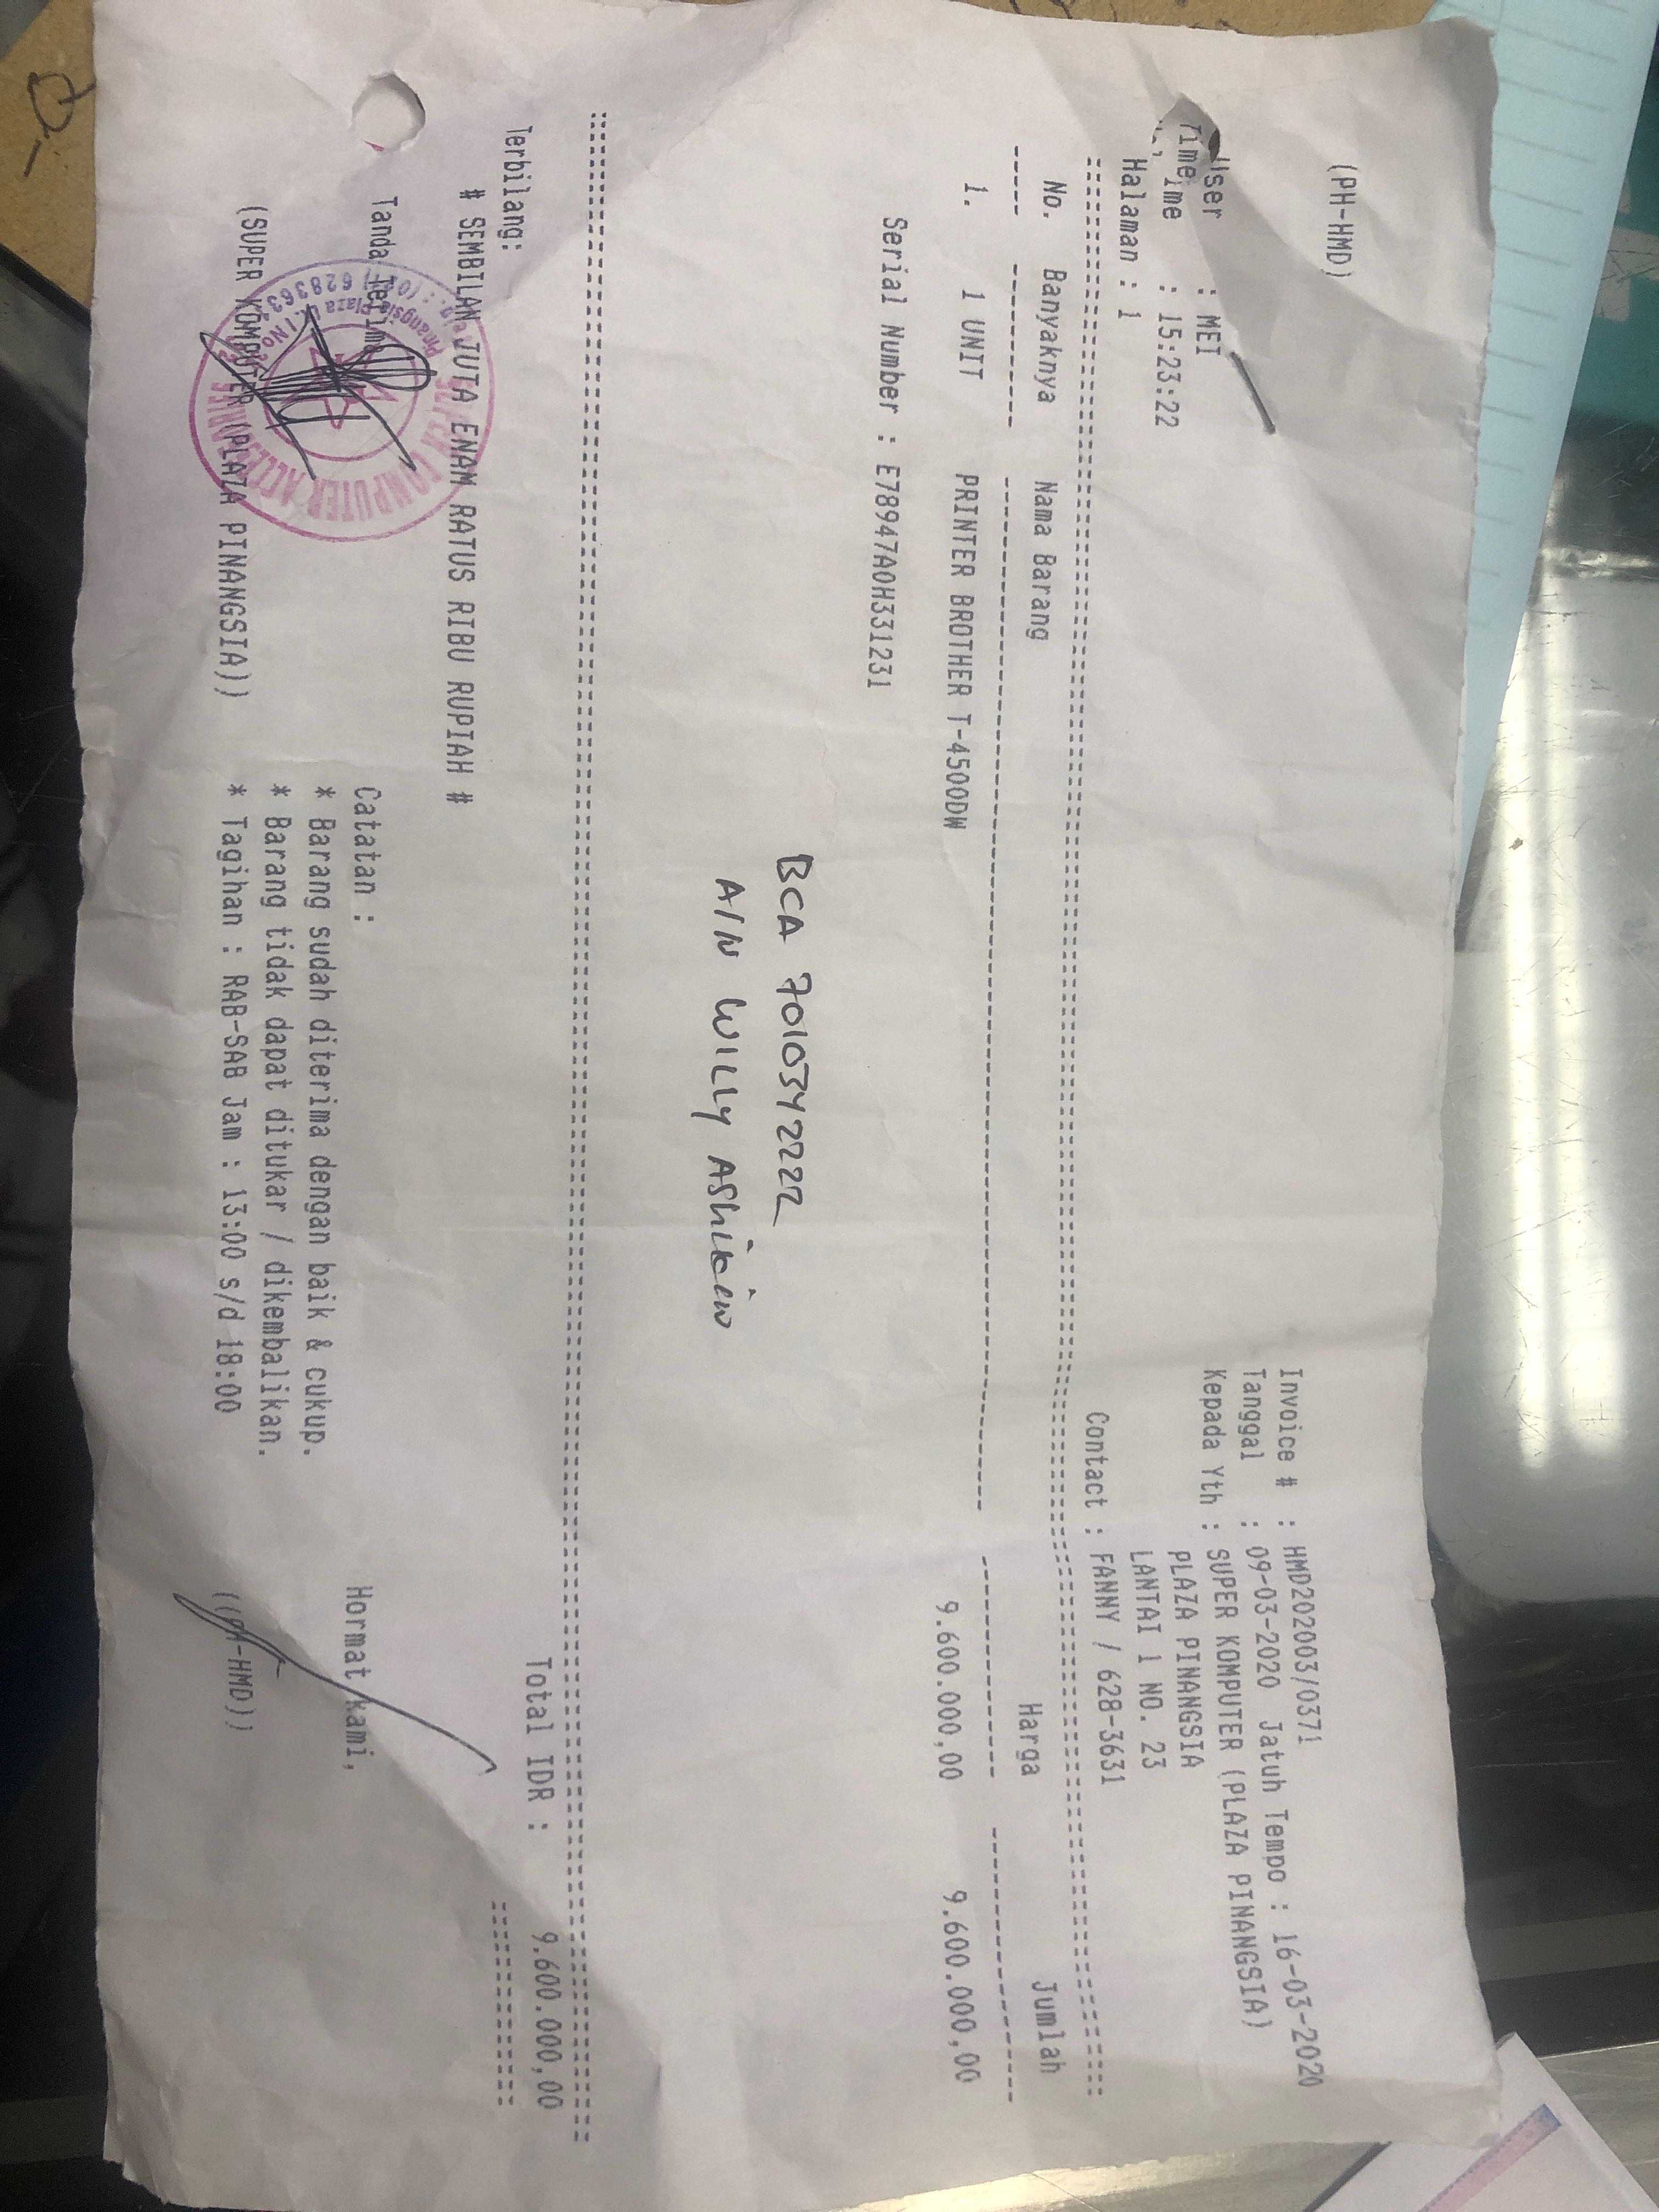 (PH-HMD)
Invoice # : HMD202003/0371
Tanggal : 09-03-2020 Jatuh Tempo : 16-03-2020
User : MEI
Kepada Yth : SUPER KOMPUTER (PLAZA PINANGSIA)
Time : 15:23:22
PLAZA PINANGSIA
Halaman : 1
LANTAI 1 NO. 23
Contact : FANNY / 628-3631
No. Banyaknya Nama Barang Harga Jumlah
1. 1 UNIT PRINTER BROTHER T-4500DW 9.600.000,00 9.600.000,00
Serial Number : E78947A0H331231
BCA 7010342222
A/N WILLY
Total IDR : 9.600.000,00
Terbilang:
# SEMBILAN JUTA ENAM RATUS RIBU RUPIAH #
Tanda Terima
Catatan :
Hormat kami,
* Barang sudah diterima dengan baik & cukup.
* Barang tidak dapat ditukar / dikembalikan.
(SUPER KOMPUTER (PLAZA PINANGSIA))
* Tagihan : RAB-SAB Jam : 13:00 s/d 18:00
((PH-HMD))